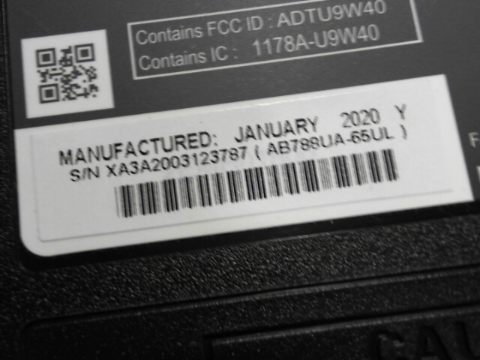 Contains FCC ID : ADTU9W40
Contains IC : 1178A-U9W40
MANUFACTURED: JANUARY 2020 Y
S/N XA3A2003123787 ( AB788UA-65UL )